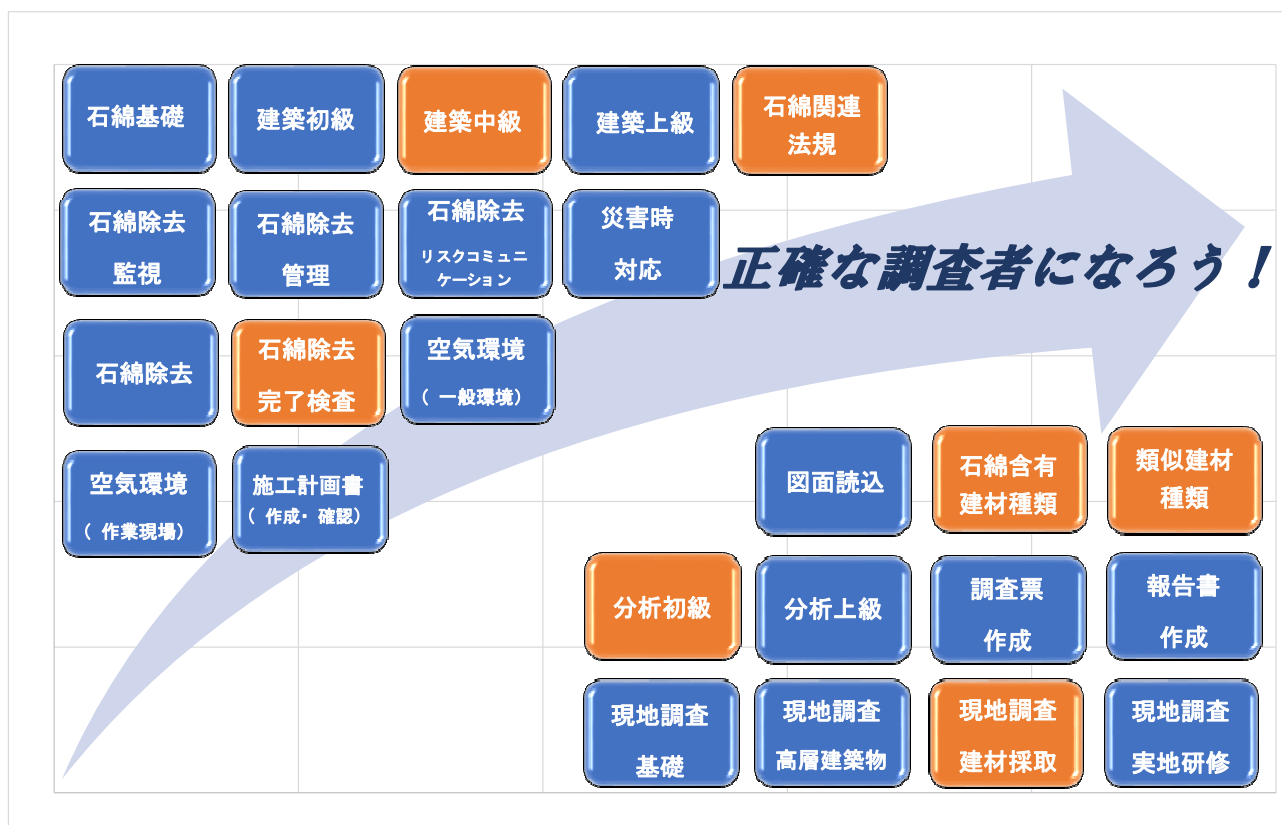 石綿基礎
建築初級
建築中級
建築上級
石綿関連
法規
石綿除去
監視
石綿除去
管理
石綿除去
リスクコミュニ
ケーション
災害時
対応
正確な調査者になろう！
石綿除去
石綿除去
完了検査
空気環境
（ 一般環境）
空気環境
（ 作業現場）
施工計画書
（ 作成・ 確認）
図面読込
石綿含有
建材種類
類似建材
種類
分析初級
分析上級
調査票
作成
報告書
作成
現地調査
基礎
現地調査
高層建築物
現地調査
建材採取
現地調査
実地研修